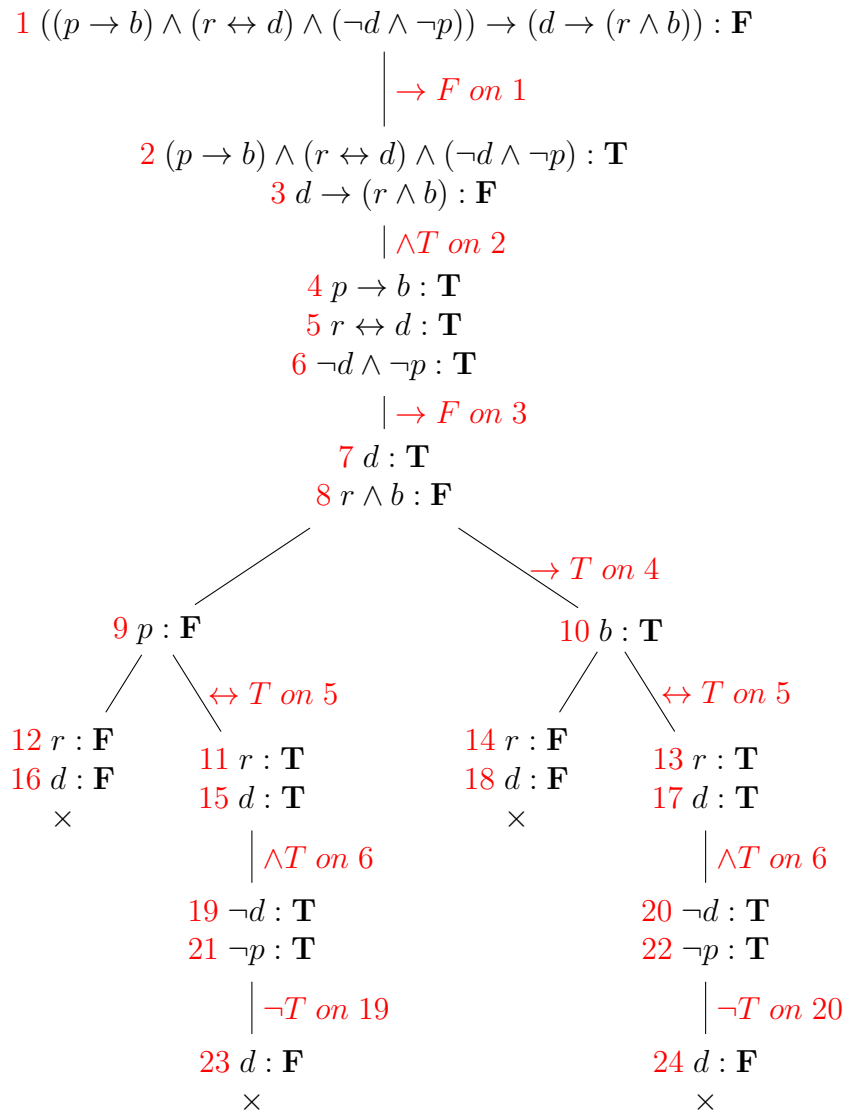 1 ((p → b) ∧ (r ↔ d) ∧ (¬d ∧ ¬p)) → (d → (r ∧ b)) : F
→ F on 1
2 (p → b) ∧ (r ↔ d) ∧ (¬d ∧ ¬p) : T
3 d → (r ∧ b) : F
∧T on 2
4 p → b : T
5 r ↔ d : T
6 ¬d ∧ ¬p : T
→ F on 3
7 d : T
8 r ∧ b : F
→ T on 4
9 p : F
10 b : T
↔ T on 5
↔ T on 5
12 r : F
16 d : F
×
11 r : T
15 d : T
14 r : F
18 d : F
×
13 r : T
17 d : T
∧T on 6
∧T on 6
19 ¬d : T
21 ¬p : T
20 ¬d : T
22 ¬p : T
¬T on 19
¬T on 20
23 d : F
×
24 d : F
×